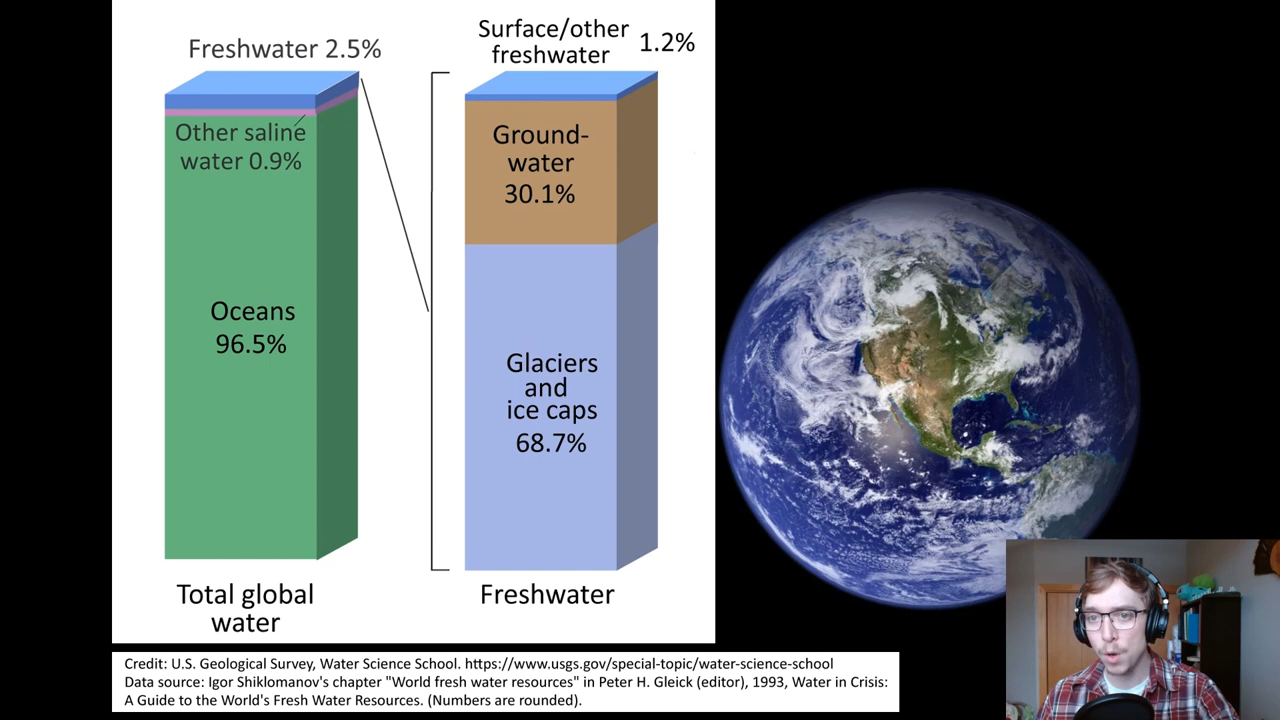 Freshwater 2.5%
Other saline
water 0.9%
Oceans
96.5%
Total global
water
Surface/other
freshwater 1.2%
Ground-
water
30.1%
Glaciers
and
ice caps
68.7%
Freshwater
Credit: U.S. Geological Survey, Water Science School. https://www.usgs.gov/special-topic/water-science-school
Data source: Igor Shiklomanov's chapter "World fresh water resources" in Peter H. Gleick (editor), 1993, Water in Crisis:
A Guide to the World's Fresh Water Resources. (Numbers are rounded).